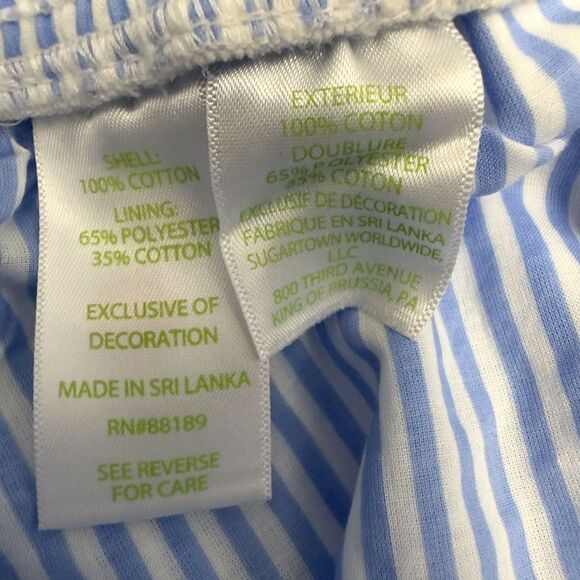 SHELL:
100% COTTON
LINING:
65% POLYESTER
35% COTTON
EXCLUSIVE OF
DECORATION
MADE IN SRI LANKA
RN#88189
SEE REVERSE
FOR CARE
EXTERIEUR
100% COTON
DOUBLURE
65% POLYESTER
35% COTON
EXCLUSIF DE DÉCORATION
FABRIQUE EN SRI LANKA
SUGARTOWN WORLDWIDE,
LLC
800 THIRD AVENUE
KING OF PRUSSIA, PA